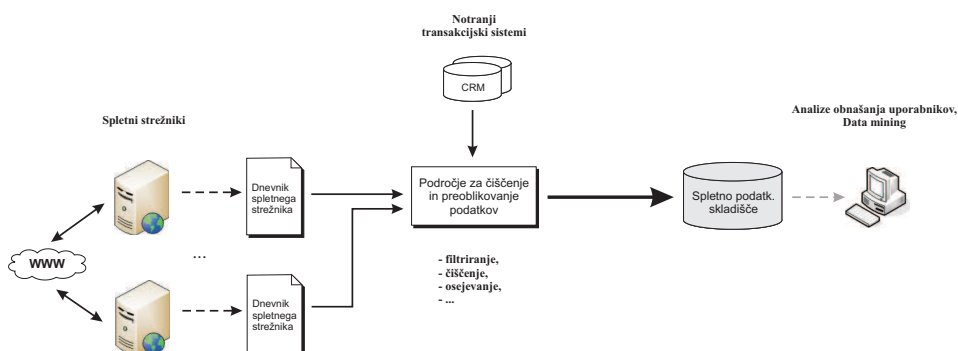 Notranji
transakcijski sistemi
CRM
Spletni strežniki
Analize obnašanja uporabnikov,
Data mining
Dnevnik
spletnega
strežnika
Področje za čiščenje
in preoblikovanje
podatkov
Spletno podatk.
skladišče
WWW
...
- filtriranje,
- čiščenje,
- osejevanje,
- ...
Dnevnik
spletnega
strežnika